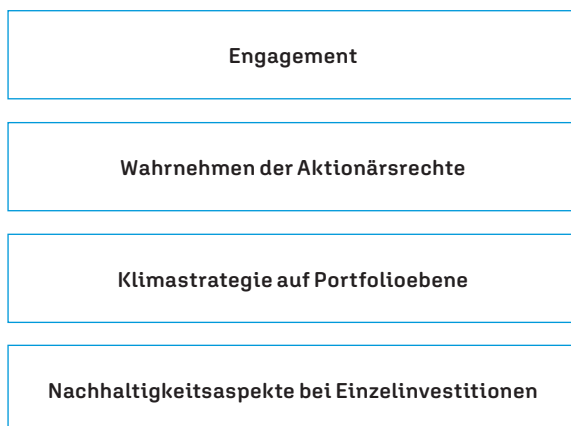 Engagement
Wahrnehmen der Aktionärsrechte
Klimastrategie auf Portfolioebene
Nachhaltigkeitsaspekte bei Einzelinvestitionen